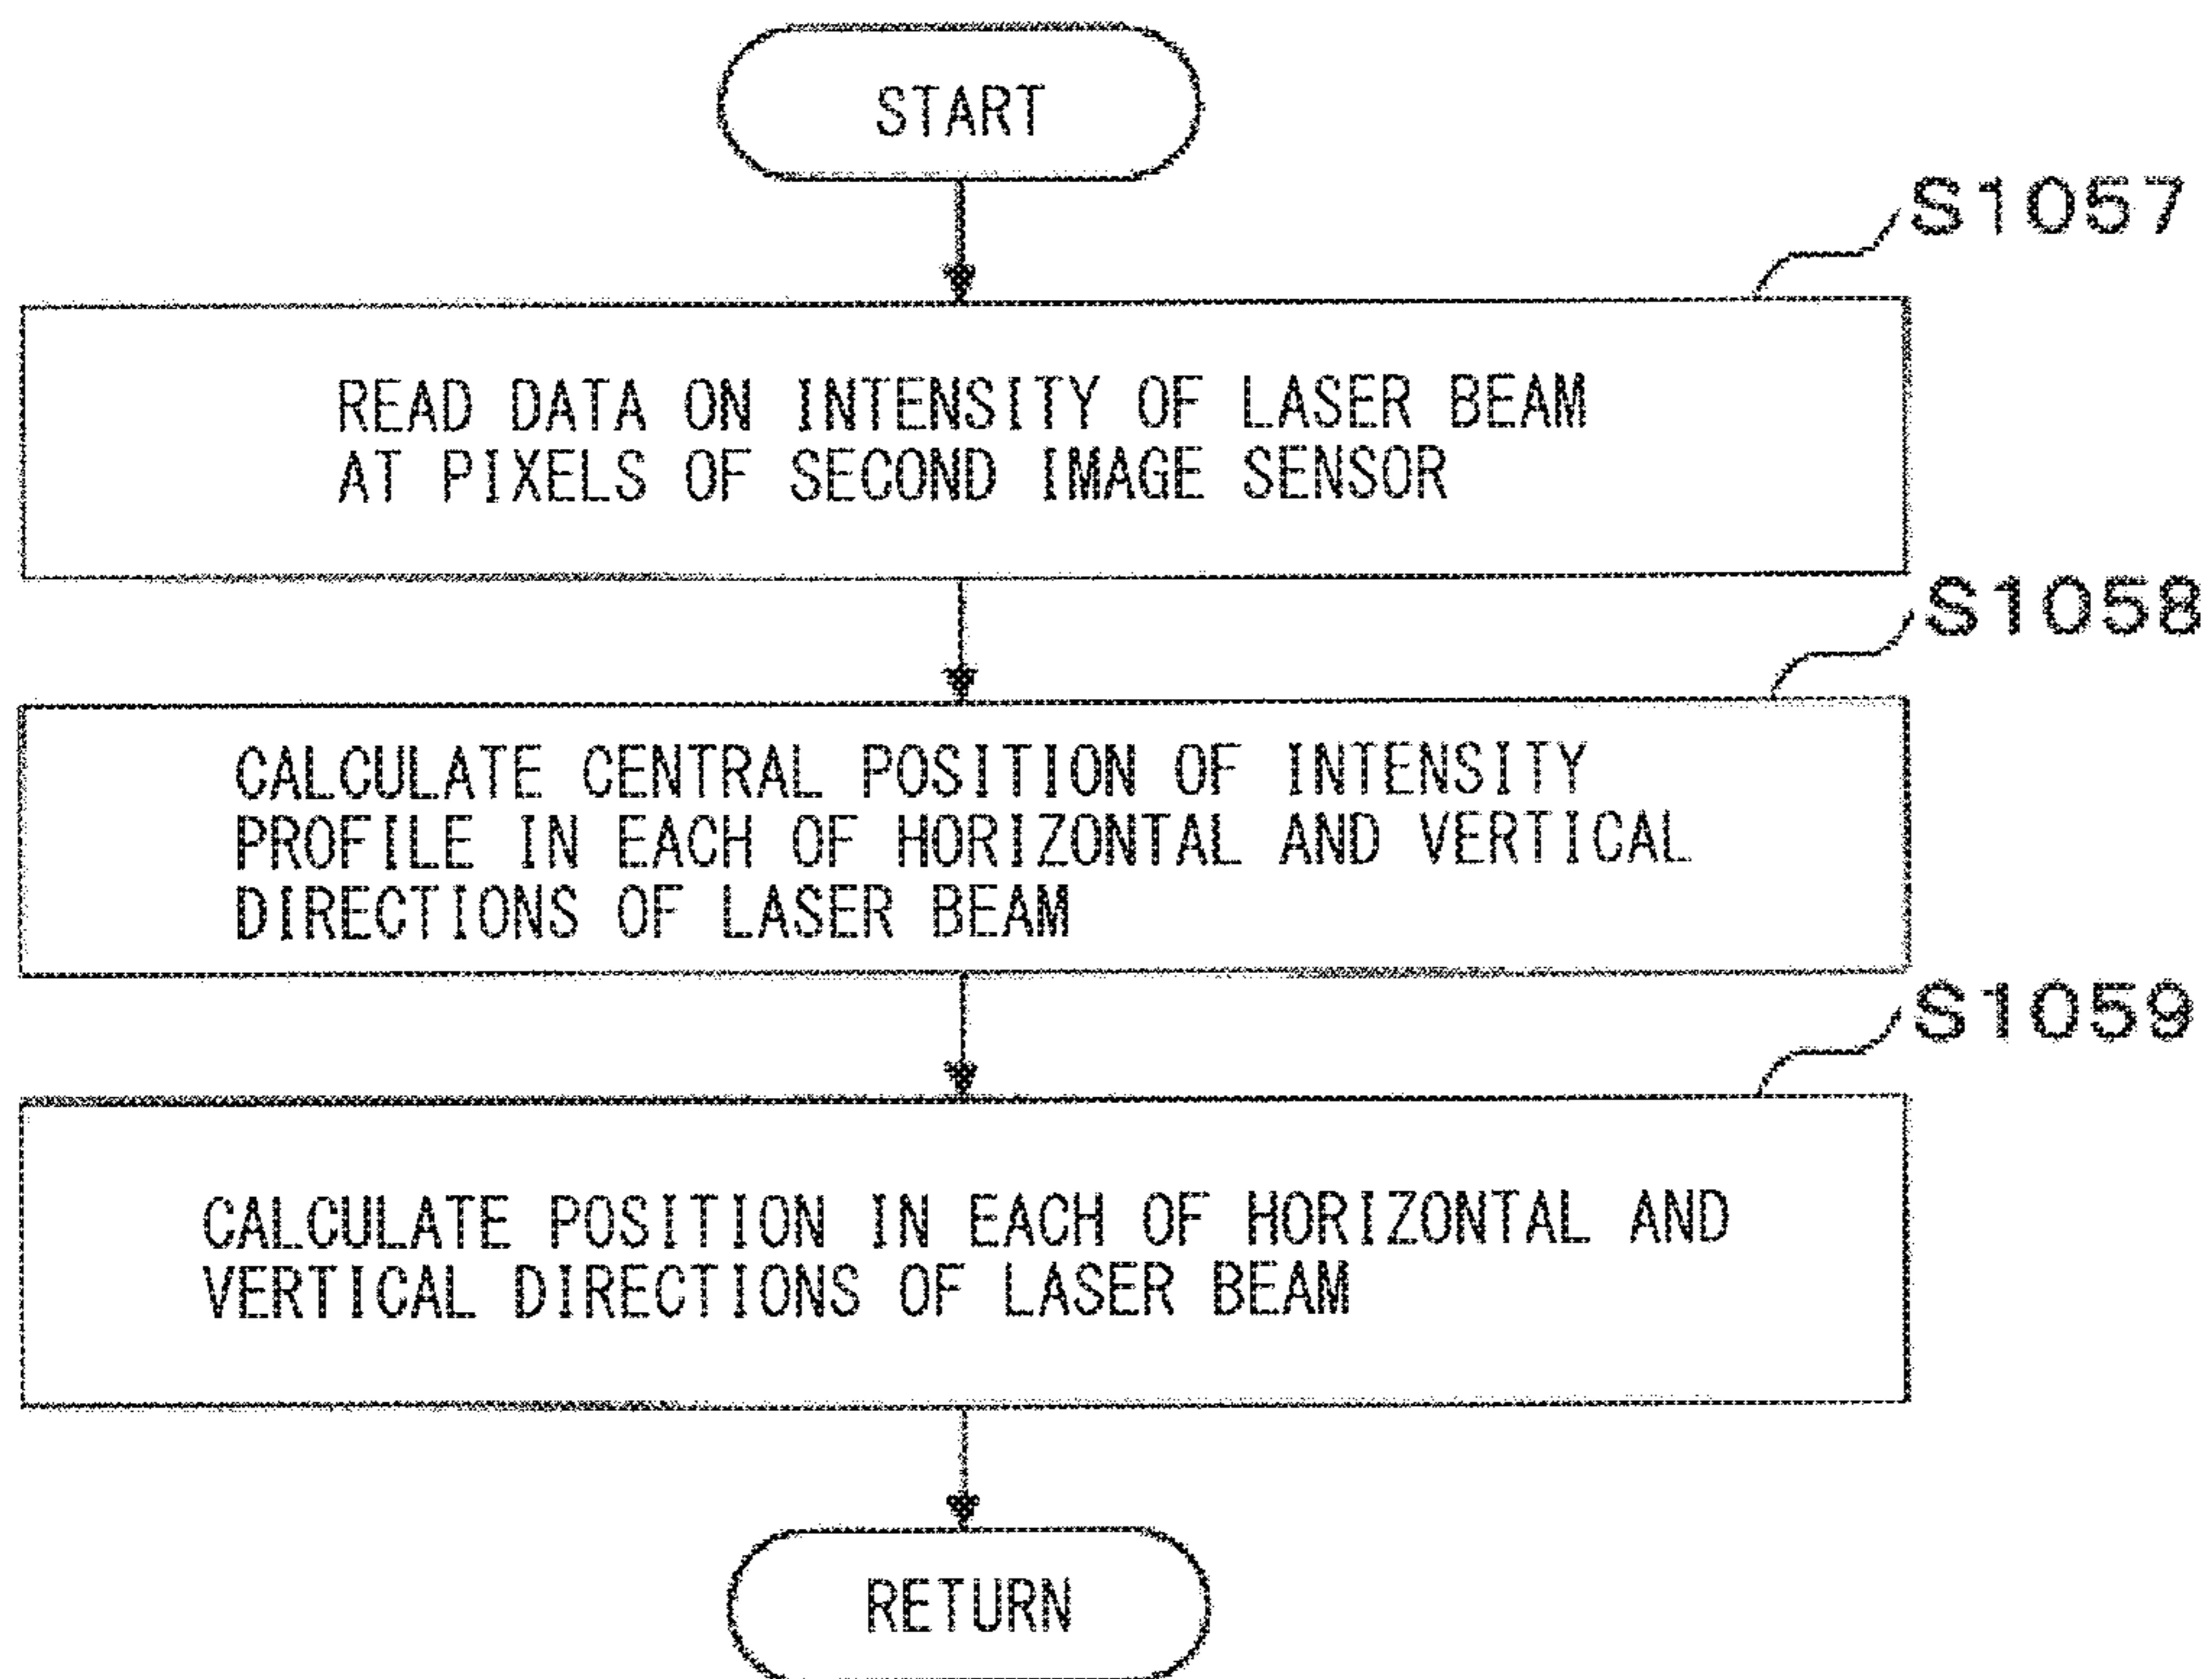 START
S1057
READ DATA ON INTENSITY OF LASER BEAM
AT PIXELS OF SECOND IMAGE SENSOR
S1058
CALCULATE CENTRAL POSITION OF INTENSITY
PROFILE IN EACH OF HORIZONTAL AND VERTICAL
DIRECTIONS OF LASER BEAM
S1059
CALCULATE POSITION IN EACH OF HORIZONTAL AND
VERTICAL DIRECTIONS OF LASER BEAM
RETURN